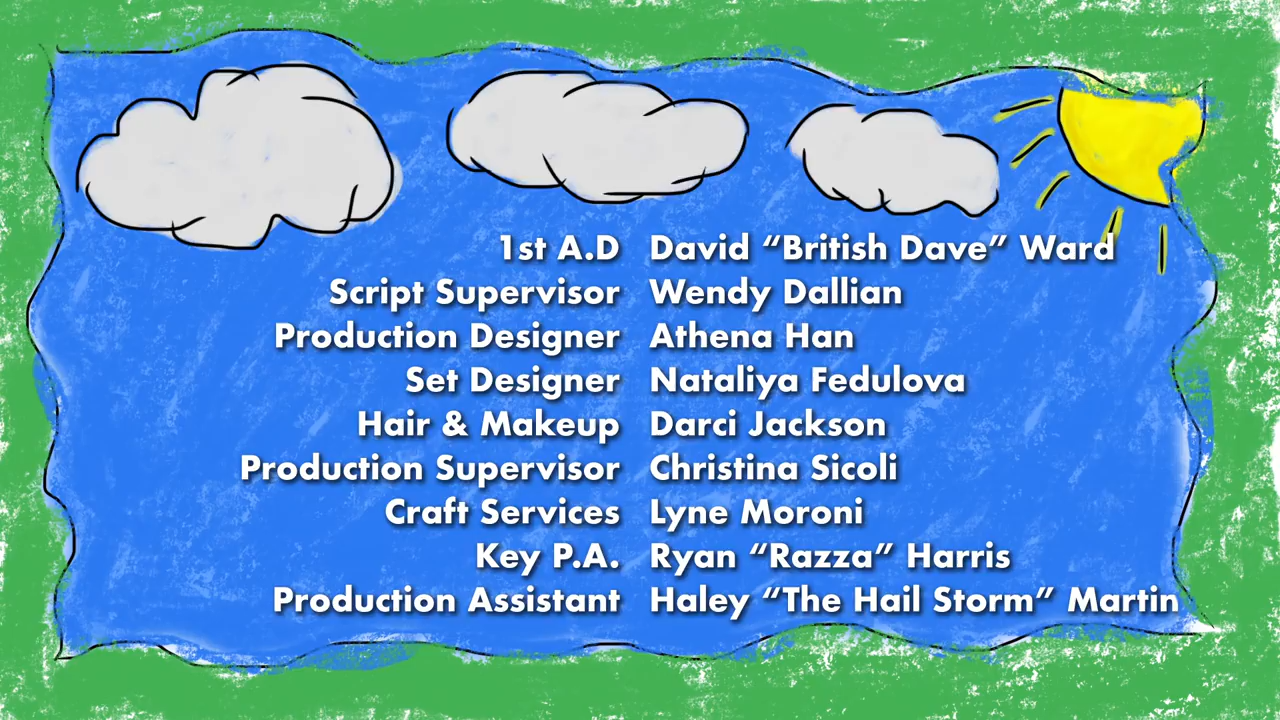 1st A.D David “British Dave” Ward
Script Supervisor Wendy Dallian
Production Designer Athena Han
Set Designer Nataliya Fedulova
Hair & Makeup Darci Jackson
Production Supervisor Christina Sicoli
Craft Services Lyne Moroni
Key P.A. Ryan “Razza” Harris
Production Assistant Haley “The Hail Storm” Martin